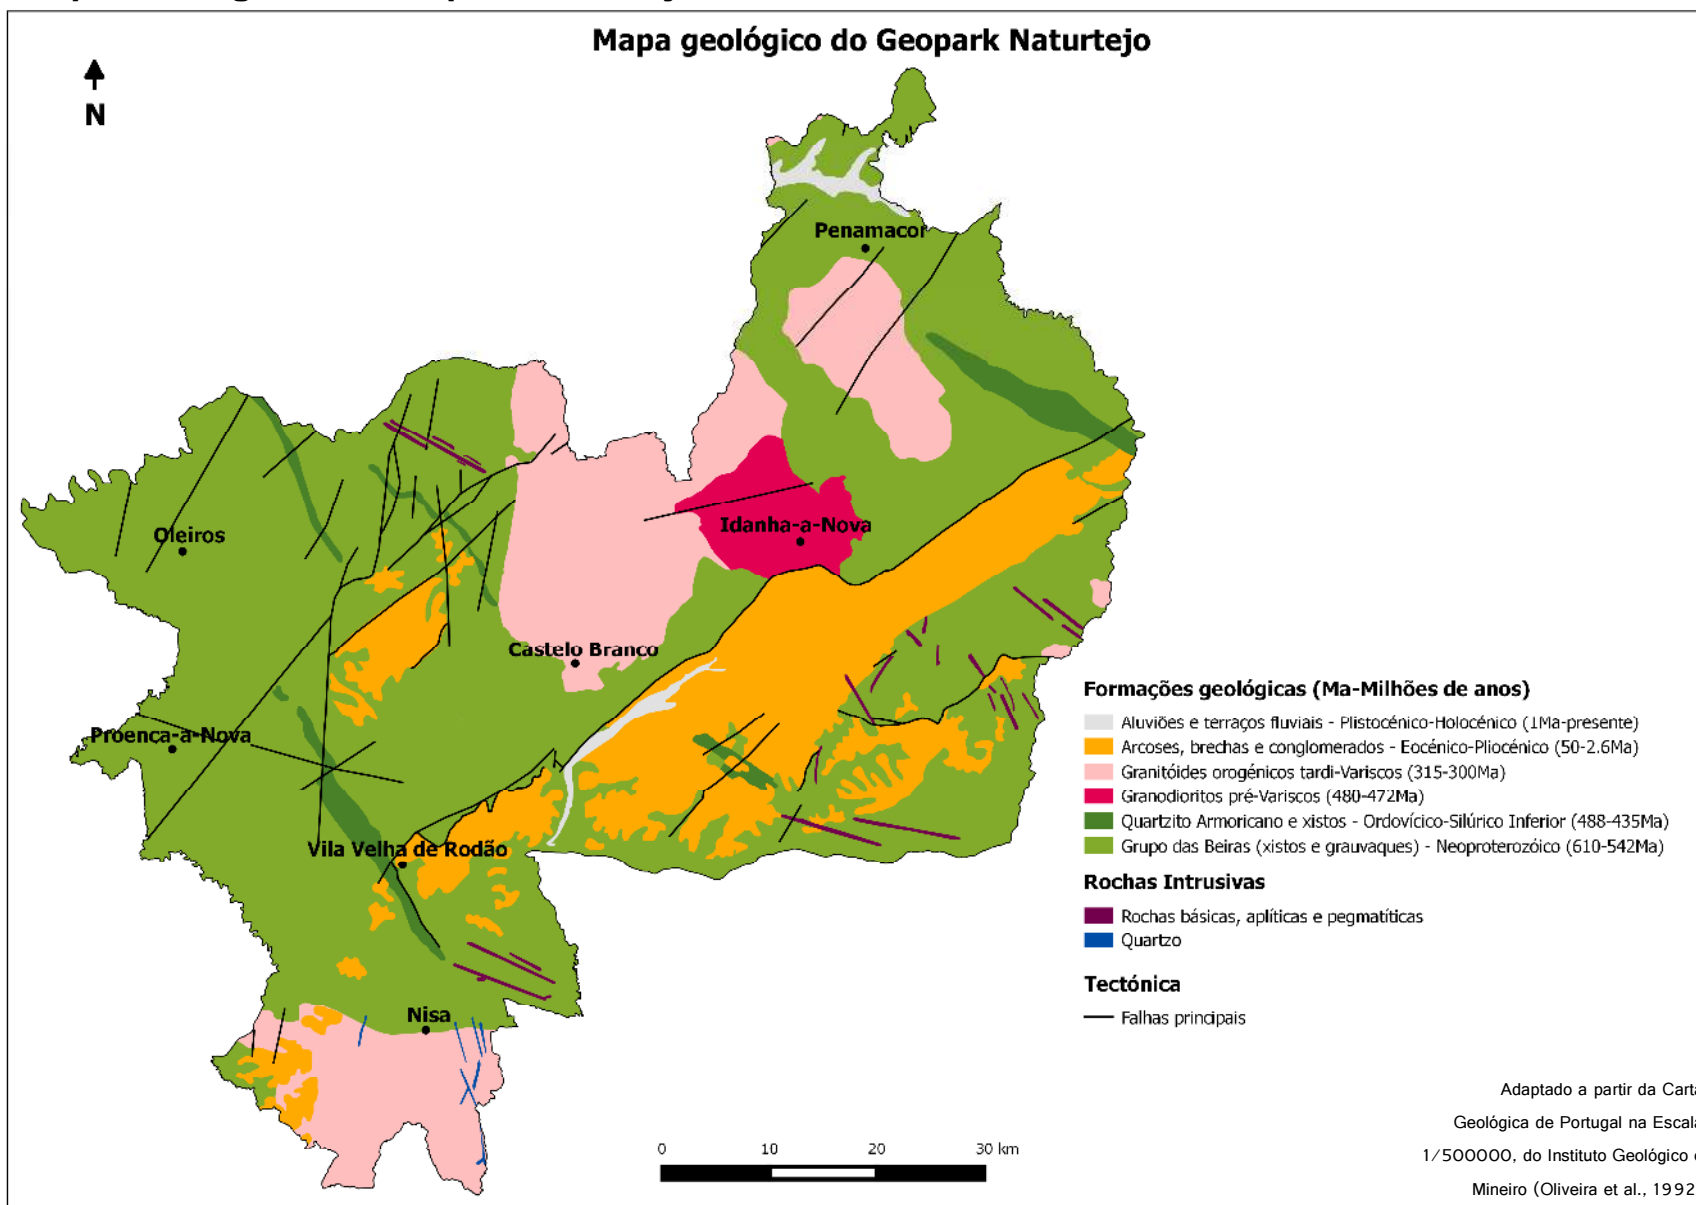 Mapa geológico do Geopark Naturtejo
N
Penamacor
Idanha-a-Nova
Oleiros
Castelo Branco
Proença-a-Nova
Vila Velha de Rodão
Nisa
Formações geológicas (Ma-Milhões de anos)
Aluviões e terraços fluviais - Plistocénico-Holocénico (1Ma-presente)
Arcoses, brechas e conglomerados - Eocénico-Pliocénico (50-2.6Ma)
Granitóides orogénicos tardi-Variscos (315-300Ma)
Granodioritos pré-Variscos (480-472Ma)
Quartzito Armoricano e xistos - Ordovícico-Silúrico Inferior (488-435Ma)
Grupo das Beiras (xistos e grauvaques) - Neoproterozóico (610-542Ma)
Rochas Intrusivas
Rochas básicas, aplíticas e pegmatíticas
Quartzo
Tectónica
Falhas principais
0 10 20 30 km
Adaptado a partir da Carta
Geológica de Portugal na Escala
1/500000, do Instituto Geológico e
Mineiro (Oliveira et al., 1992